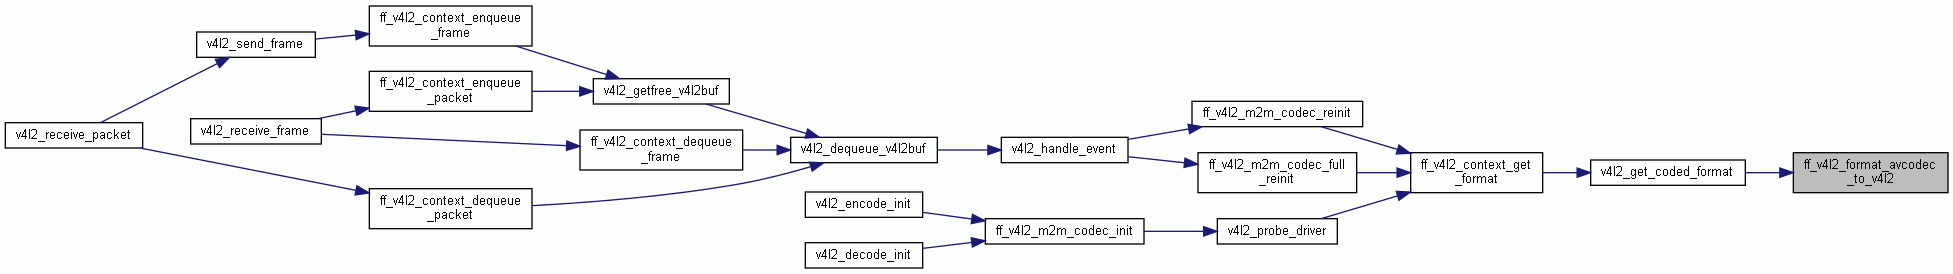 ff_v4l2_context_enqueue
_frame
v4l2_send_frame
ff_v4l2_context_enqueue
_packet
v4l2_getfree_v4l2buf
v4l2_receive_packet
v4l2_receive_frame
ff_v4l2_context_dequeue
_frame
v4l2_dequeue_v4l2buf
v4l2_handle_event
ff_v4l2_m2m_codec_reinit
ff_v4l2_m2m_codec_full
_reinit
ff_v4l2_context_get
_format
v4l2_get_coded_format
ff_v4l2_format_avcodec
_to_v4l2
ff_v4l2_context_dequeue
_packet
v4l2_encode_init
ff_v4l2_m2m_codec_init
v4l2_probe_driver
v4l2_decode_init